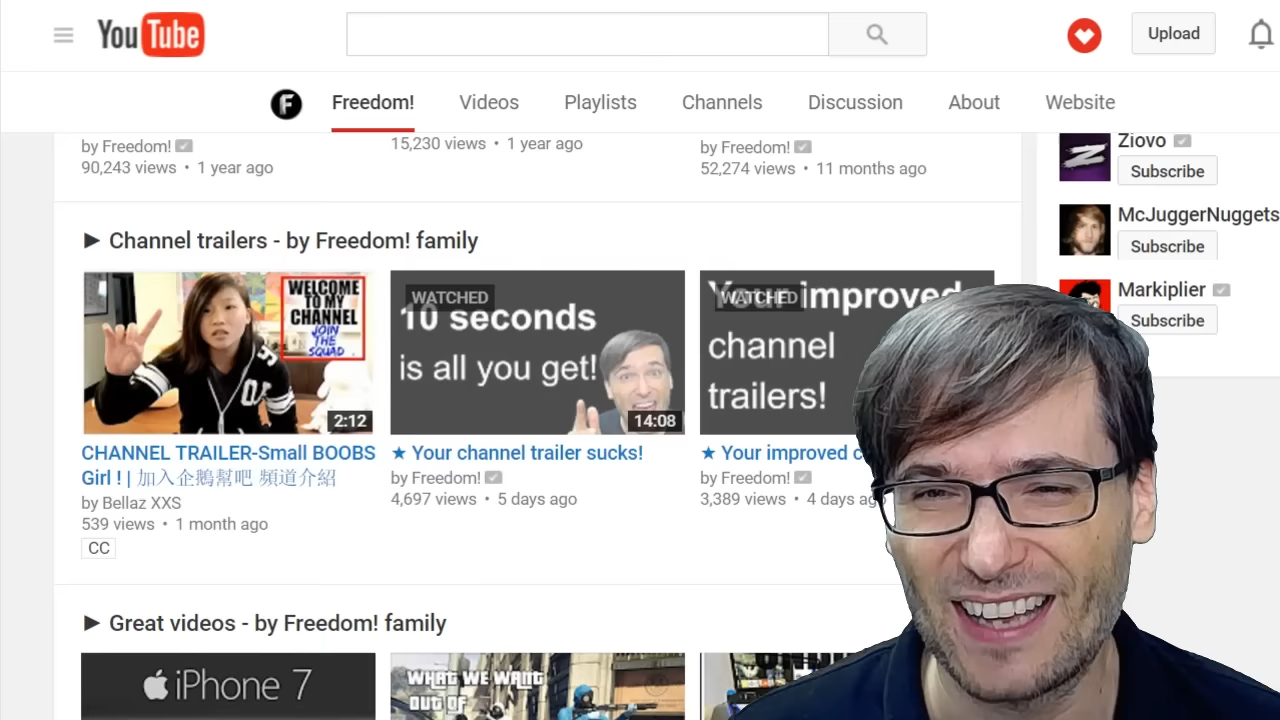 YouTube
Upload
F
Freedom!
Videos
Playlists
Channels
Discussion
About
Website
by Freedom!
90,243 views • 1 year ago
15,230 views • 1 year ago
by Freedom!
52,274 views • 11 months ago
Ziovo
Subscribe
McJuggerNuggets
Subscribe
Markiplier
Subscribe
▶ Channel trailers - by Freedom! family
WELCOME
TO MY
CHANNEL
JOIN
THE
SQUAD
2:12
CHANNEL TRAILER-Small BOOBS
Girl ! | 加入企鵝幫吧 頻道介紹
by Bellaz XXS
539 views • 1 month ago
CC
WATCHED
10 seconds
is all you get!
14:08
★ Your channel trailer sucks!
by Freedom!
4,697 views • 5 days ago
WATCHED
Your improved
channel
trailers!
★ Your improved c
by Freedom!
3,389 views • 4 days ago
▶ Great videos - by Freedom! family
iPhone 7
WHAT WE WANT
OUT OF